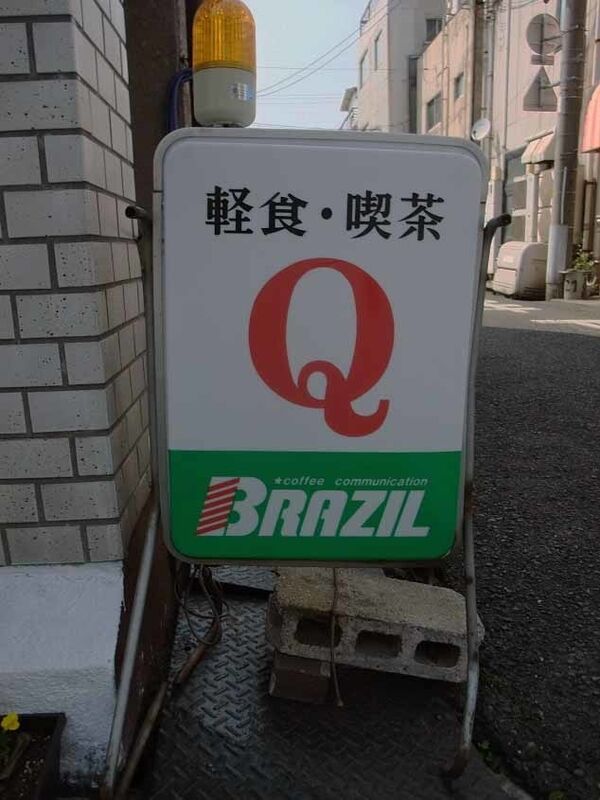 軽食・喫茶
Q
★coffee communication
BRAZIL